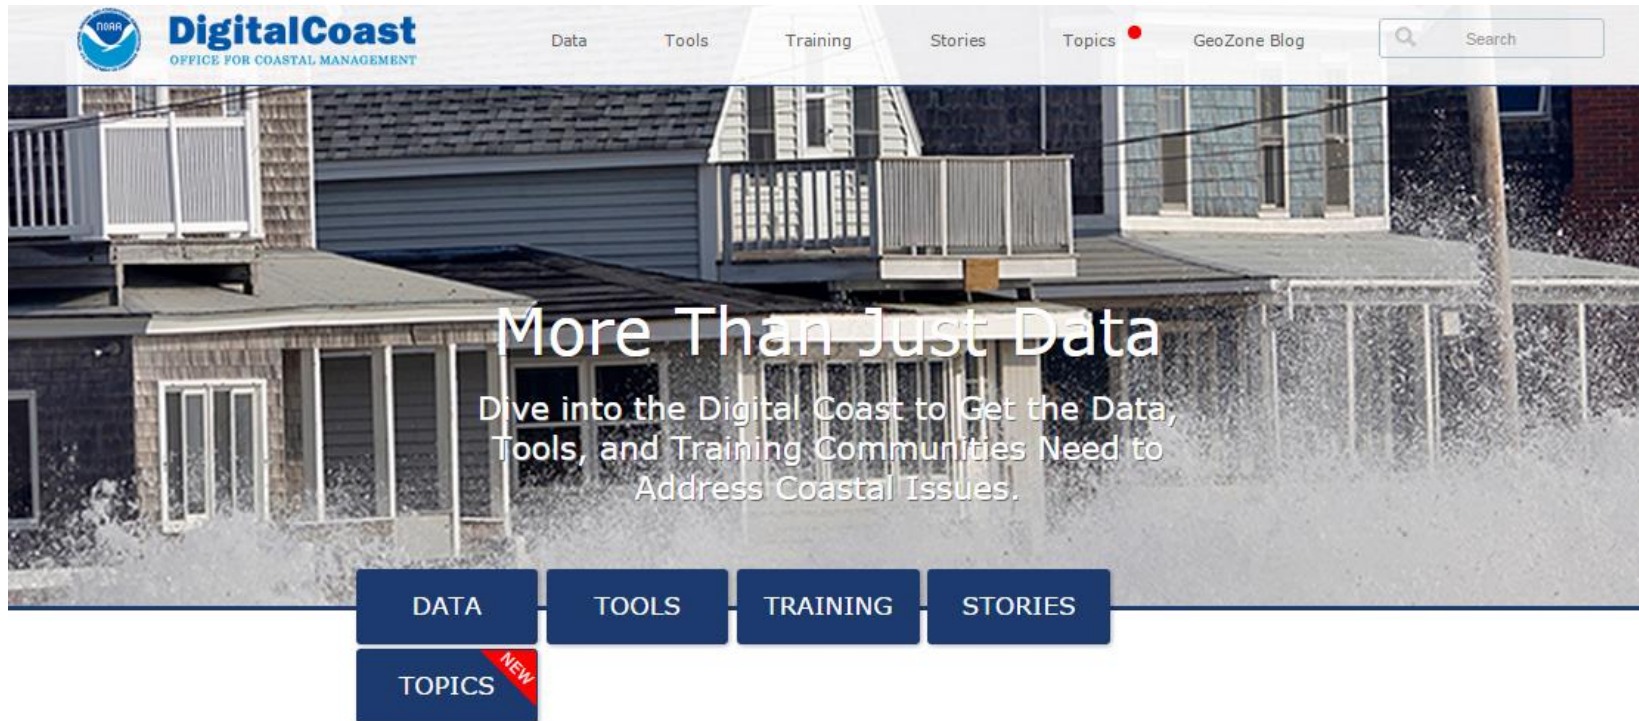 NOAA
DigitalCoast
OFFICE FOR COASTAL MANAGEMENT
Data
Tools
Training
Stories
Topics
GeoZone Blog
Search
More Than Just Data
Dive into the Digital Coast to Get the Data,
Tools, and Training Communities Need to
Address Coastal Issues.
DATA
TOOLS
TRAINING
STORIES
TOPICS
NEW